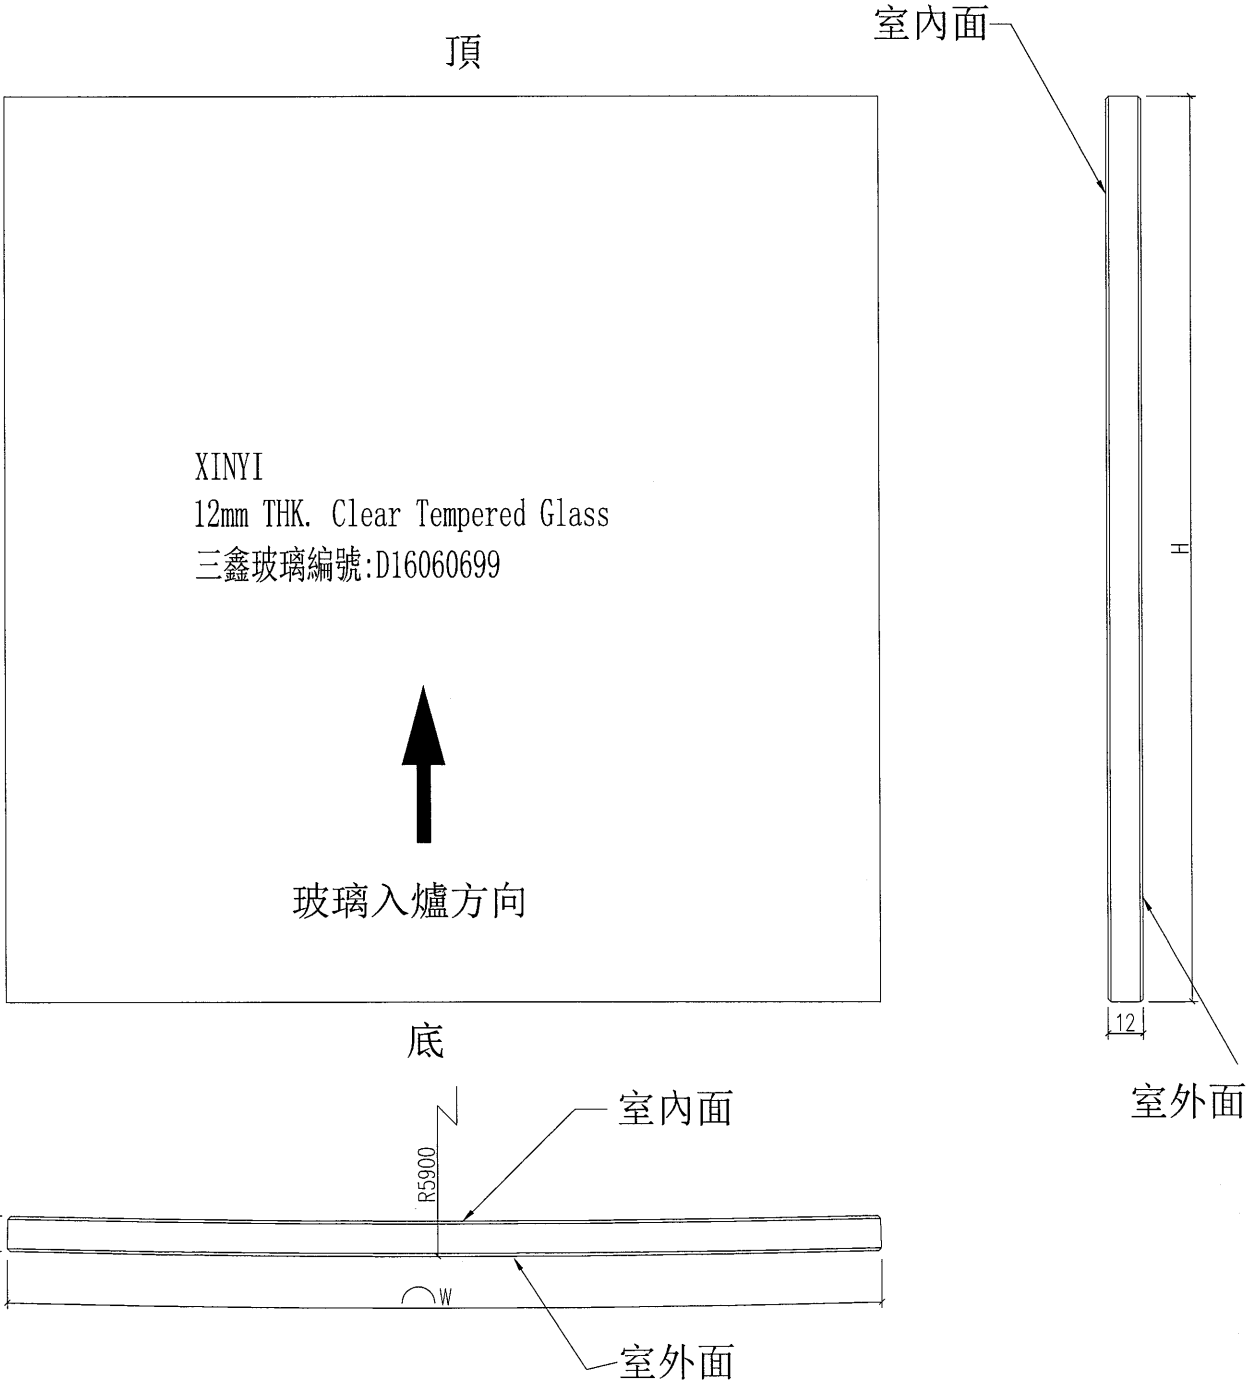 室內面
頂
XINYI
12mm THK. Clear Tempered Glass
三鑫玻璃編號:D16060699
H
玻璃入爐方向
12
底
室外面
室內面
R5900
⌒W
室外面